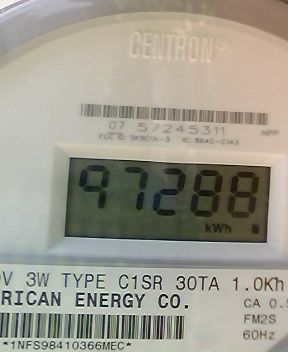 CENTRON®
07 57245311 HPP
97288
kWh
V 3W TYPE C1SR 30TA 1.0Kh
RICAN ENERGY CO.
CA 0.
FM2S
60Hz
*1NFS98410366MEC*